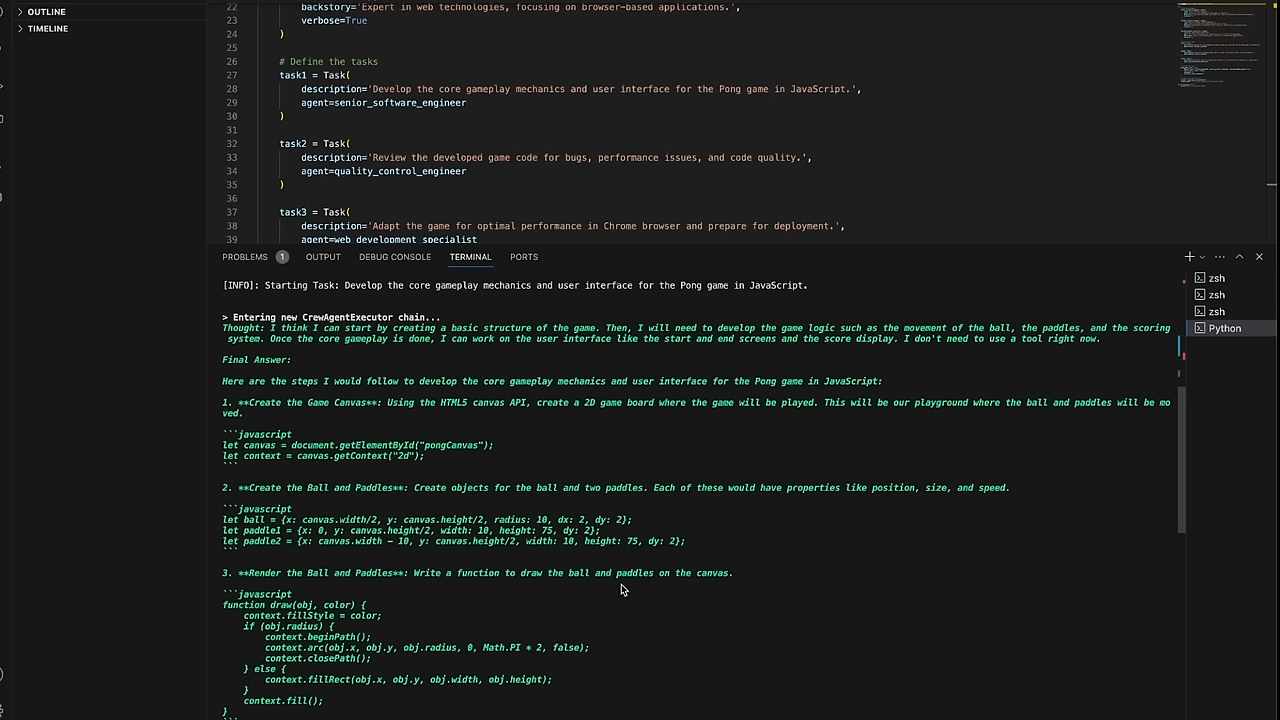 OUTLINE
TIMELINE
22 backstory='Expert in web technologies, focusing on browser-based applications.',
23 verbose=True
24 )
25
26 # Define the tasks
27 task1 = Task(
28 description='Develop the core gameplay mechanics and user interface for the Pong game in JavaScript.',
29 agent=senior_software_engineer
30 )
31
32 task2 = Task(
33 description='Review the developed game code for bugs, performance issues, and code quality.',
34 agent=quality_control_engineer
35 )
36
37 task3 = Task(
38 description='Adapt the game for optimal performance in Chrome browser and prepare for deployment.',
39 agent=web_development_specialist
PROBLEMS 1 OUTPUT DEBUG CONSOLE TERMINAL PORTS
[INFO]: Starting Task: Develop the core gameplay mechanics and user interface for the Pong game in JavaScript.
> Entering new CrewAgentExecutor chain...
Thought: I think I can start by creating a basic structure of the game. Then, I will need to develop the game logic such as the movement of the ball, the paddles, and the scoring
system. Once the core gameplay is done, I can work on the user interface like the start and end screens and the score display. I don't need to use a tool right now.
Final Answer:
Here are the steps I would follow to develop the core gameplay mechanics and user interface for the Pong game in JavaScript:
1. **Create the Game Canvas**: Using the HTML5 canvas API, create a 2D game board where the game will be played. This will be our playground where the ball and paddles will be mo
ved.
```javascript
let canvas = document.getElementById("pongCanvas");
let context = canvas.getContext("2d");
```
2. **Create the Ball and Paddles**: Create objects for the ball and two paddles. Each of these would have properties like position, size, and speed.
```javascript
let ball = {x: canvas.width/2, y: canvas.height/2, radius: 10, dx: 2, dy: 2};
let paddle1 = {x: 0, y: canvas.height/2, width: 10, height: 75, dy: 2};
let paddle2 = {x: canvas.width - 10, y: canvas.height/2, width: 10, height: 75, dy: 2};
```
3. **Render the Ball and Paddles**: Write a function to draw the ball and paddles on the canvas.
```javascript
function draw(obj, color) {
context.fillStyle = color;
if (obj.radius) {
context.beginPath();
context.arc(obj.x, obj.y, obj.radius, 0, Math.PI * 2, false);
context.closePath();
} else {
context.fillRect(obj.x, obj.y, obj.width, obj.height);
}
context.fill();
}
```
zsh
zsh
zsh
Python